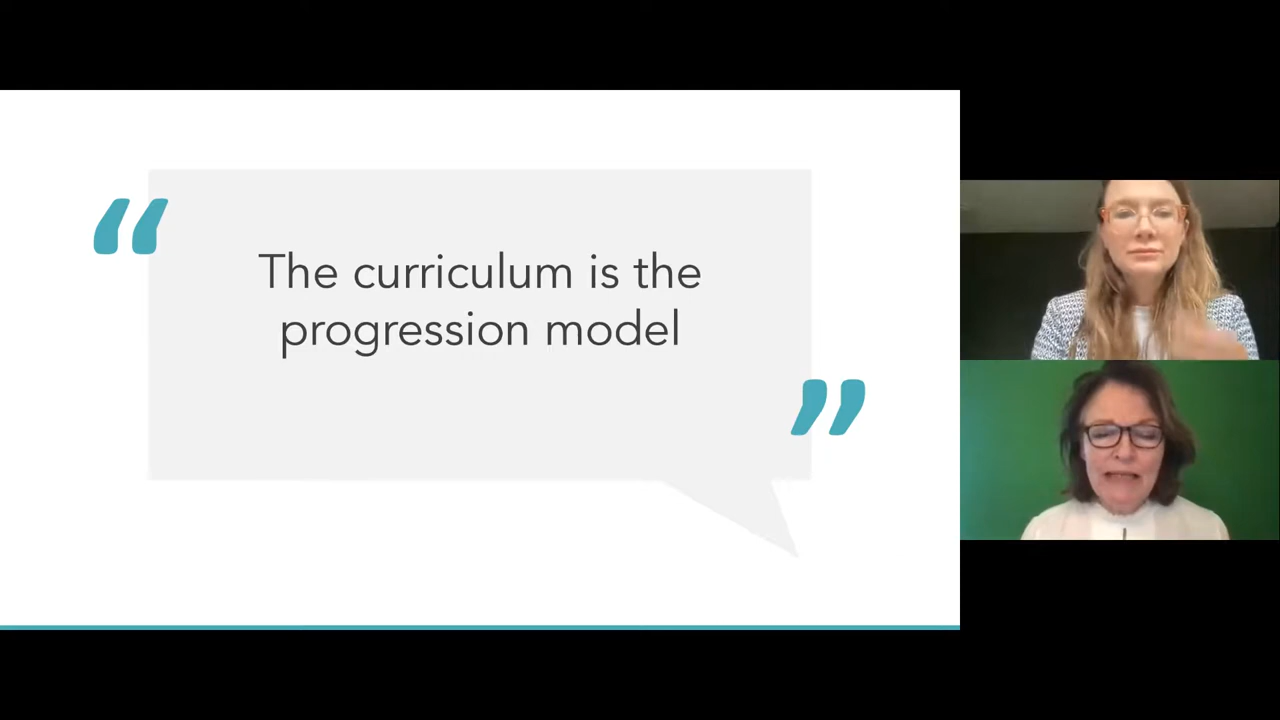 “
The curriculum is the
progression model
”